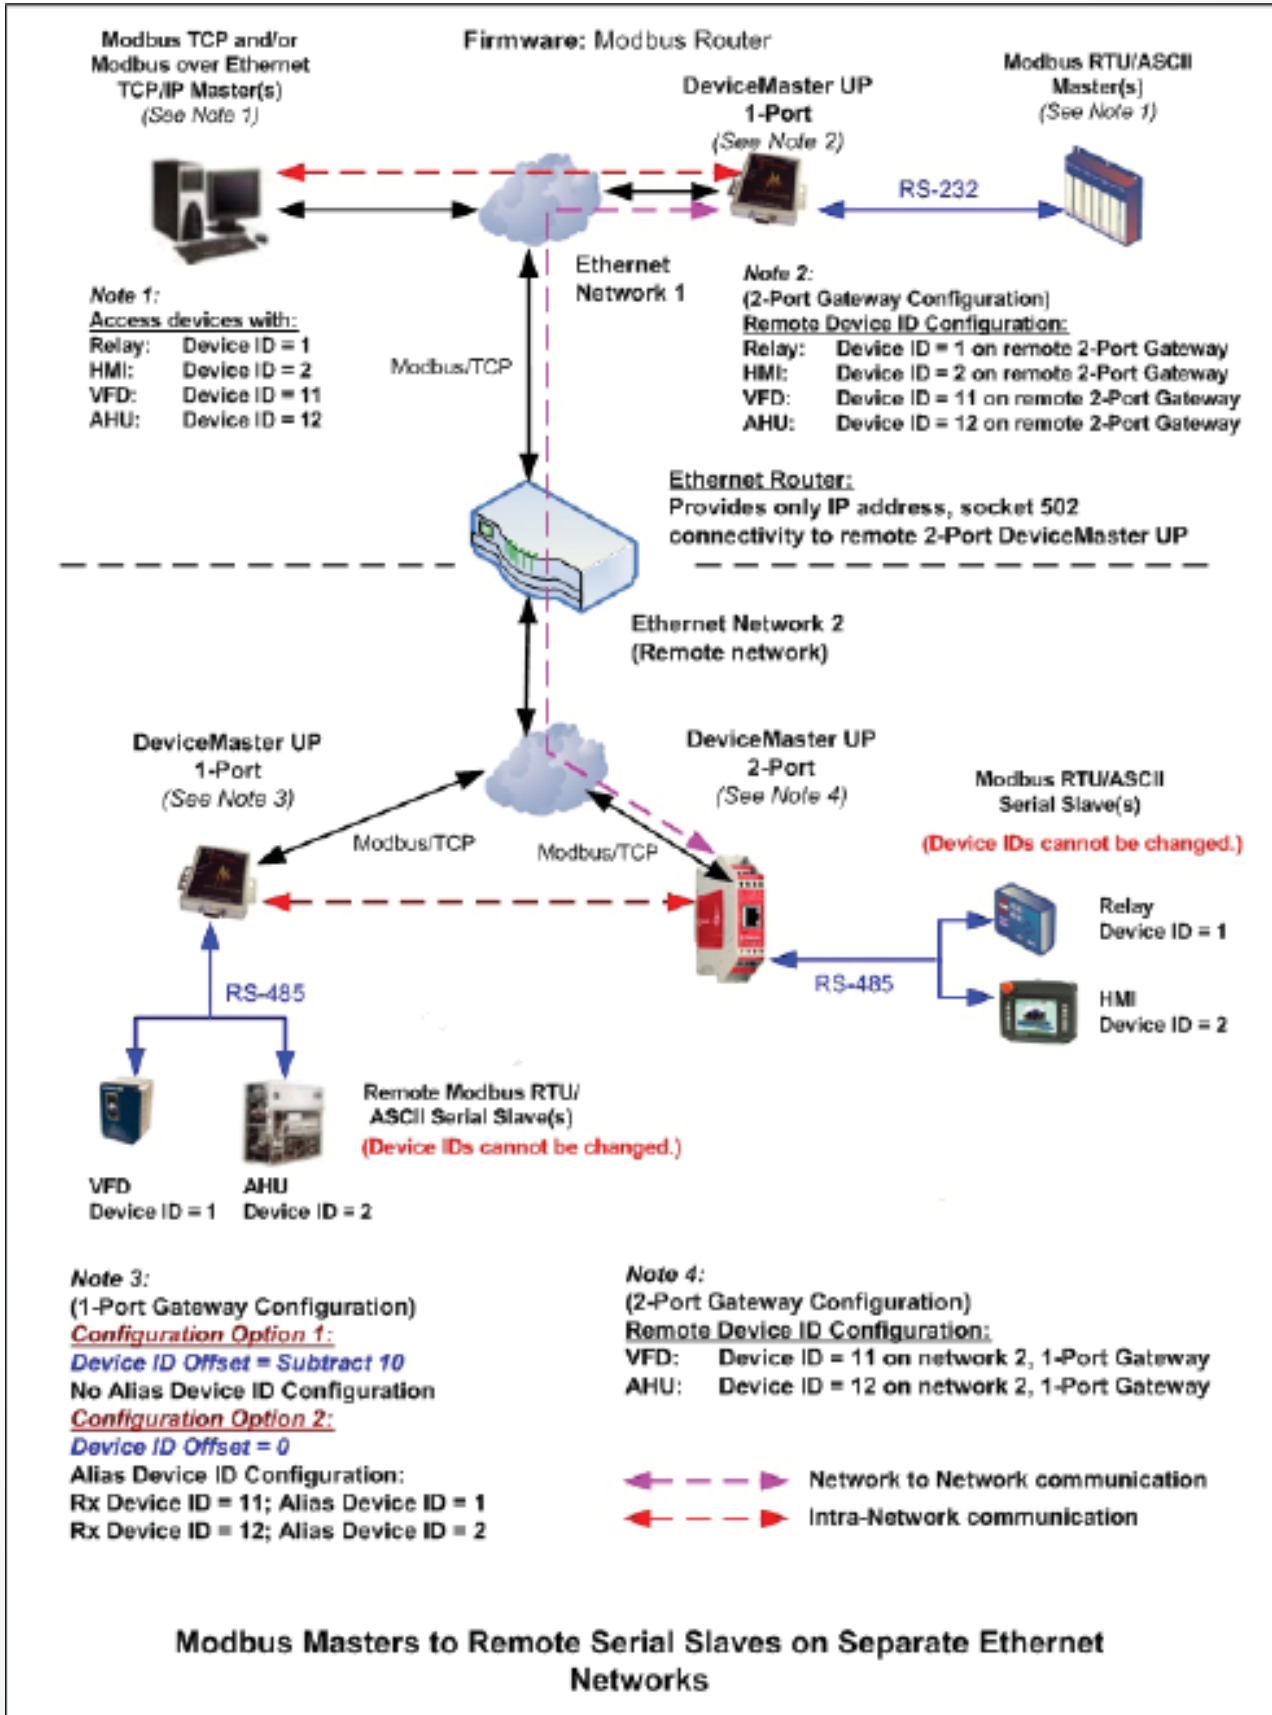 Firmware: Modbus Router
Modbus TCP and/or
Modbus over Ethernet
TCP/IP Master(s)
(See Note 1)
DeviceMaster UP
1-Port
(See Note 2)
Modbus RTU/ASCII
Master(s)
(See Note 1)
RS-232
Ethernet
Network 1
Note 1:
Access devices with:
Relay: Device ID = 1
HMI: Device ID = 2
VFD: Device ID = 11
AHU: Device ID = 12
Modbus/TCP
Note 2:
(2-Port Gateway Configuration)
Remote Device ID Configuration:
Relay: Device ID = 1 on remote 2-Port Gateway
HMI: Device ID = 2 on remote 2-Port Gateway
VFD: Device ID = 11 on remote 2-Port Gateway
AHU: Device ID = 12 on remote 2-Port Gateway
Ethernet Router:
Provides only IP address, socket 502
connectivity to remote 2-Port DeviceMaster UP
Ethernet Network 2
(Remote network)
DeviceMaster UP
1-Port
(See Note 3)
DeviceMaster UP
2-Port
(See Note 4)
Modbus RTU/ASCII
Serial Slave(s)
(Device IDs cannot be changed.)
Modbus/TCP
Modbus/TCP
Relay
Device ID = 1
RS-485
HMI
Device ID = 2
RS-485
Remote Modbus RTU/
ASCII Serial Slave(s)
(Device IDs cannot be changed.)
VFD
Device ID = 1
AHU
Device ID = 2
Note 3:
(1-Port Gateway Configuration)
Configuration Option 1:
Device ID Offset = Subtract 10
No Alias Device ID Configuration
Configuration Option 2:
Device ID Offset = 0
Alias Device ID Configuration:
Rx Device ID = 11; Alias Device ID = 1
Rx Device ID = 12; Alias Device ID = 2
Note 4:
(2-Port Gateway Configuration)
Remote Device ID Configuration:
VFD: Device ID = 11 on network 2, 1-Port Gateway
AHU: Device ID = 12 on network 2, 1-Port Gateway
Network to Network communication
Intra-Network communication
Modbus Masters to Remote Serial Slaves on Separate Ethernet
Networks